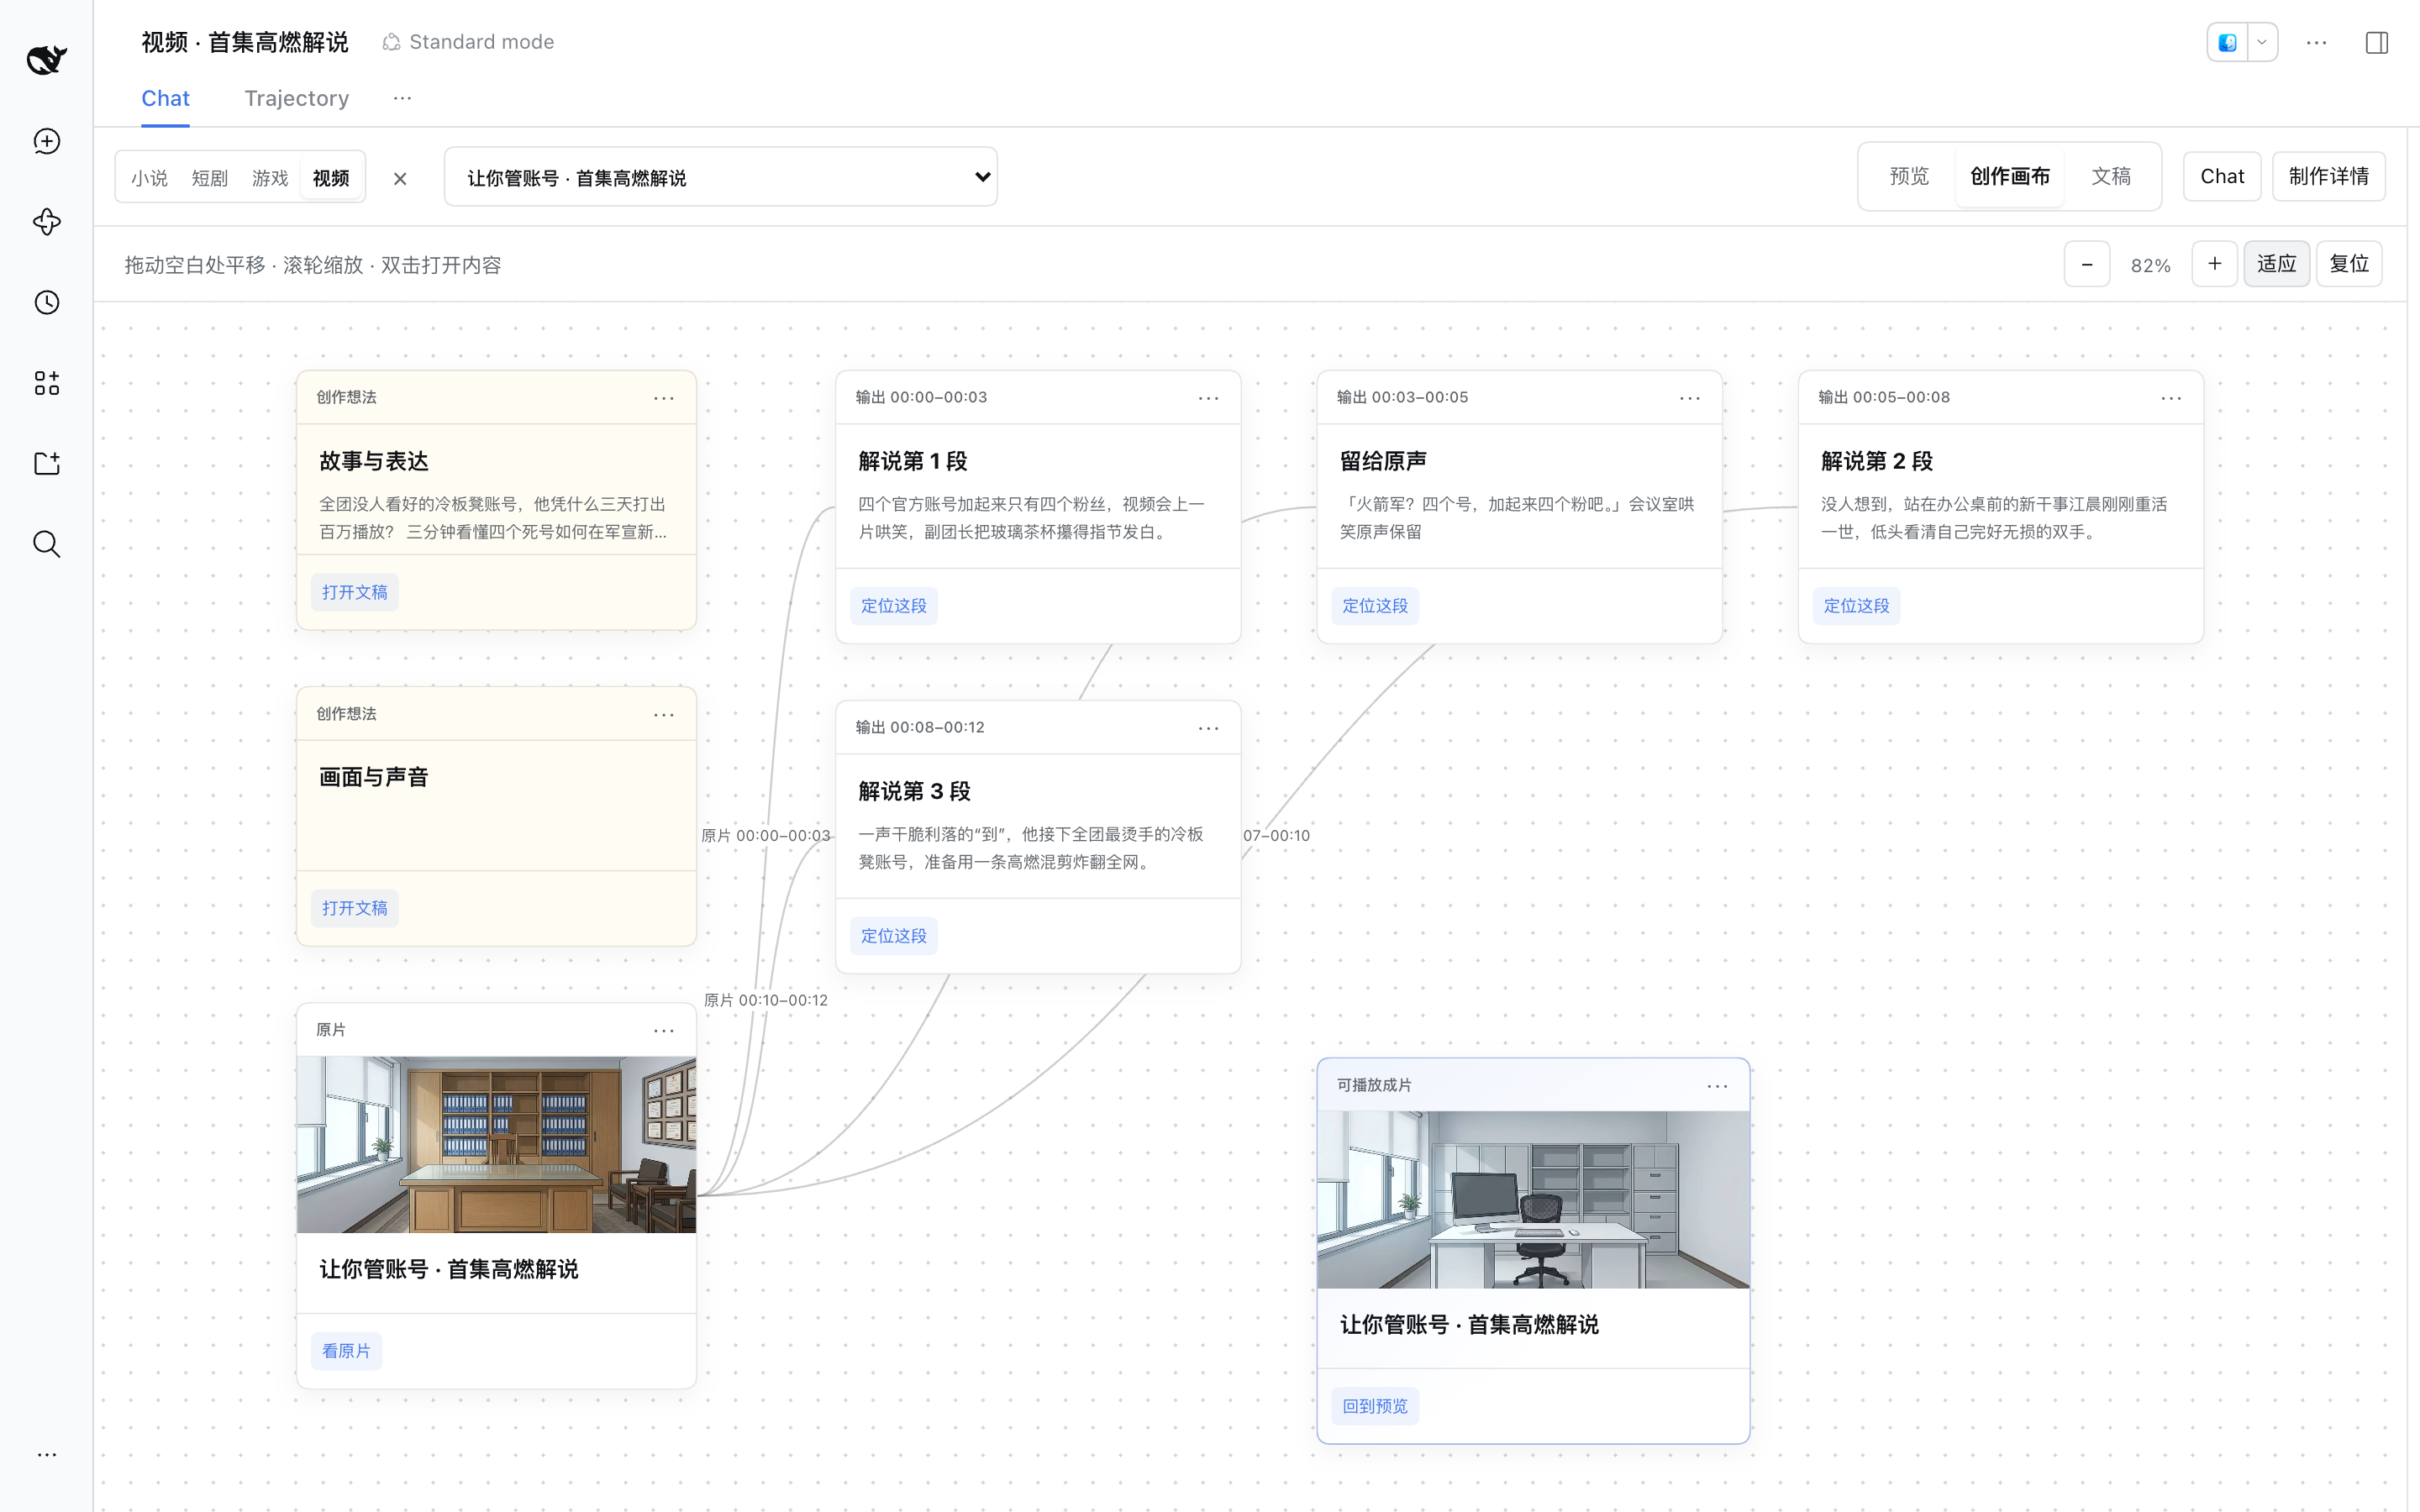 视频 · 首集高燃解说
Standard mode
Chat
Trajectory
小说
短剧
游戏
视频
让你管账号 · 首集高燃解说
预览
创作画布
文稿
Chat
制作详情
拖动空白处平移 · 滚轮缩放 · 双击打开内容
82%
适应
复位
创作想法
故事与表达
全团没人看好的冷板凳账号，他凭什么三天打出
百万播放？ 三分钟看懂四个死号如何在军宣新...
打开文稿
输出 00:00–00:03
解说第 1 段
四个官方账号加起来只有四个粉丝，视频会上一
片哄笑，副团长把玻璃茶杯攥得指节发白。
定位这段
输出 00:03–00:05
留给原声
「火箭军？四个号，加起来四个粉吧。」会议室哄
笑原声保留
定位这段
输出 00:05–00:08
解说第 2 段
没人想到，站在办公桌前的新干事江晨刚刚重活
一世，低头看清自己完好无损的双手。
定位这段
创作想法
画面与声音
打开文稿
原片 00:00–00:03
输出 00:08–00:12
解说第 3 段
一声干脆利落的“到”，他接下全团最烫手的冷板
凳账号，准备用一条高燃混剪炸翻全网。
定位这段
07–00:10
原片 00:10–00:12
原片
让你管账号 · 首集高燃解说
看原片
可播放成片
让你管账号 · 首集高燃解说
回到预览